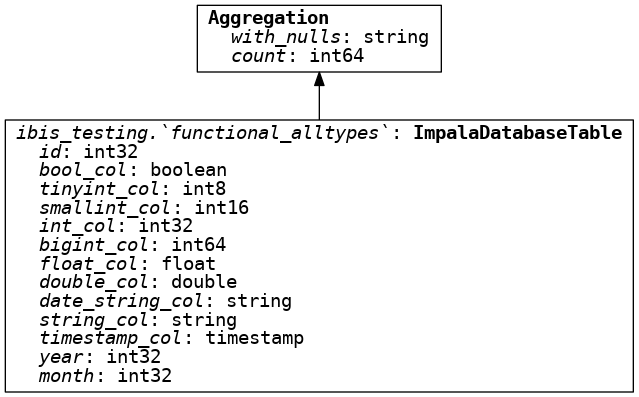 Aggregation
with_nulls: string
count: int64
ibis_testing.`functional_alltypes`: ImpalaDatabaseTable
id: int32
bool_col: boolean
tinyint_col: int8
smallint_col: int16
int_col: int32
bigint_col: int64
float_col: float
double_col: double
date_string_col: string
string_col: string
timestamp_col: timestamp
year: int32
month: int32